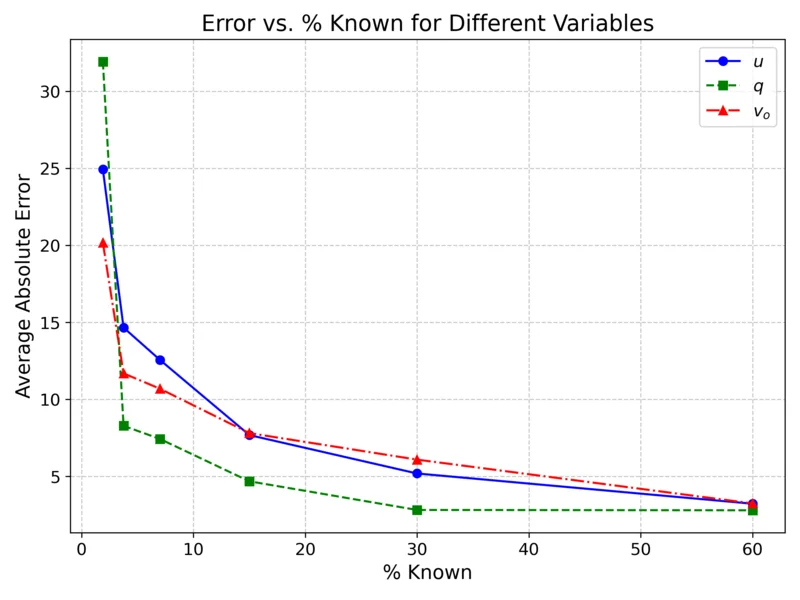 Error vs. % Known for Different Variables
u
q
v_o
Average Absolute Error
30
25
20
15
10
5
0 10 20 30 40 50 60
% Known